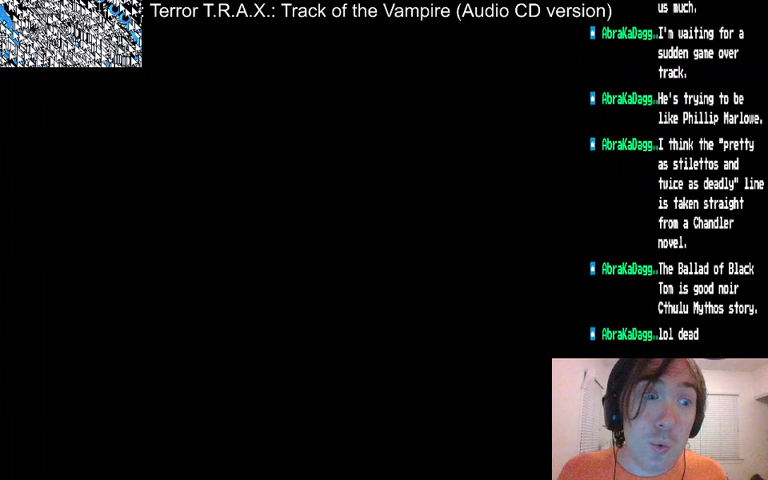 : Terror T.R.A.X.: Track of the Vampire (Audio CD version)
us much.
AbraKaDagg..I'm waiting for a
sudden game over
track.
AbraKaDagg..He's trying to be
like Phillip Marlowe.
AbraKaDagg..I think the "pretty
as stilettos and
twice as deadly" line
is taken straight
from a Chandler
novel.
AbraKaDagg..The Ballad of Black
Tom is good noir
Cthulu Mythos story.
AbraKaDagg..lol dead